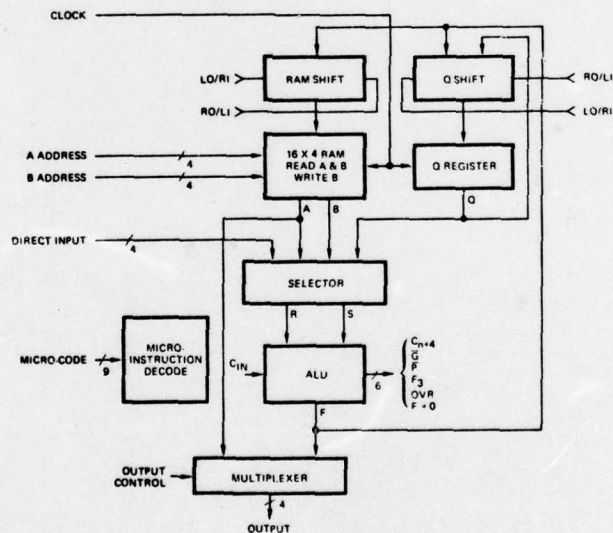 CLOCK
LO/RI
RAM SHIFT
Q SHIFT
RO/LI
RO/LI
LO/RI
A ADDRESS
4
B ADDRESS
4
16 X 4 RAM
READ A & B
WRITE B
Q REGISTER
A
B
Q
DIRECT INPUT
4
SELECTOR
R
S
MICRO-CODE
9
MICRO-
INSTRUCTION
DECODE
CIN
ALU
6
Cn+4
G̅
P̅
F3
OVR
F = 0
F
OUTPUT
CONTROL
MULTIPLEXER
4
OUTPUT